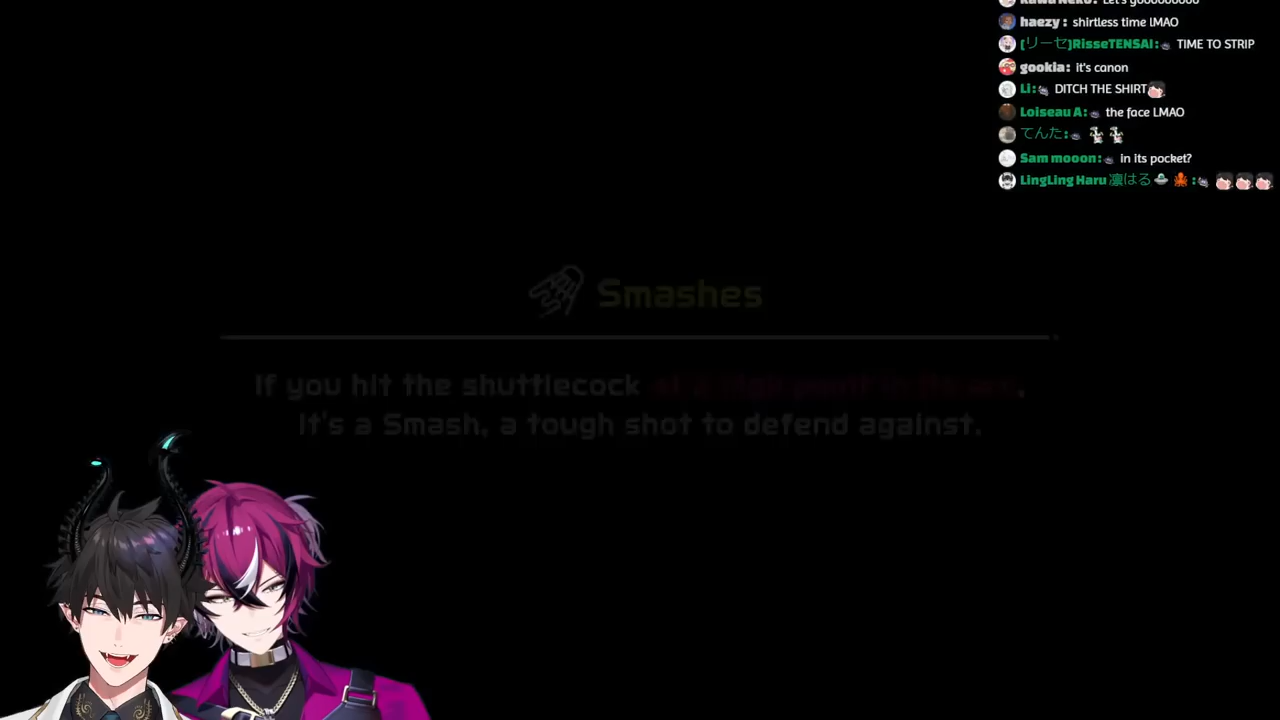 haezy : shirtless time lMAO
[リーセ]RisseTENSAI: TIME TO STRIP
gookia: it's canon
Li: DITCH THE SHIRT
Loiseau A: the face LMAO
てんた:
Sam mooon: in its pocket?
LingLing Haru 凛はる :
Smashes
If you hit the shuttlecock
It's a Smash, a tough shot to defend against.